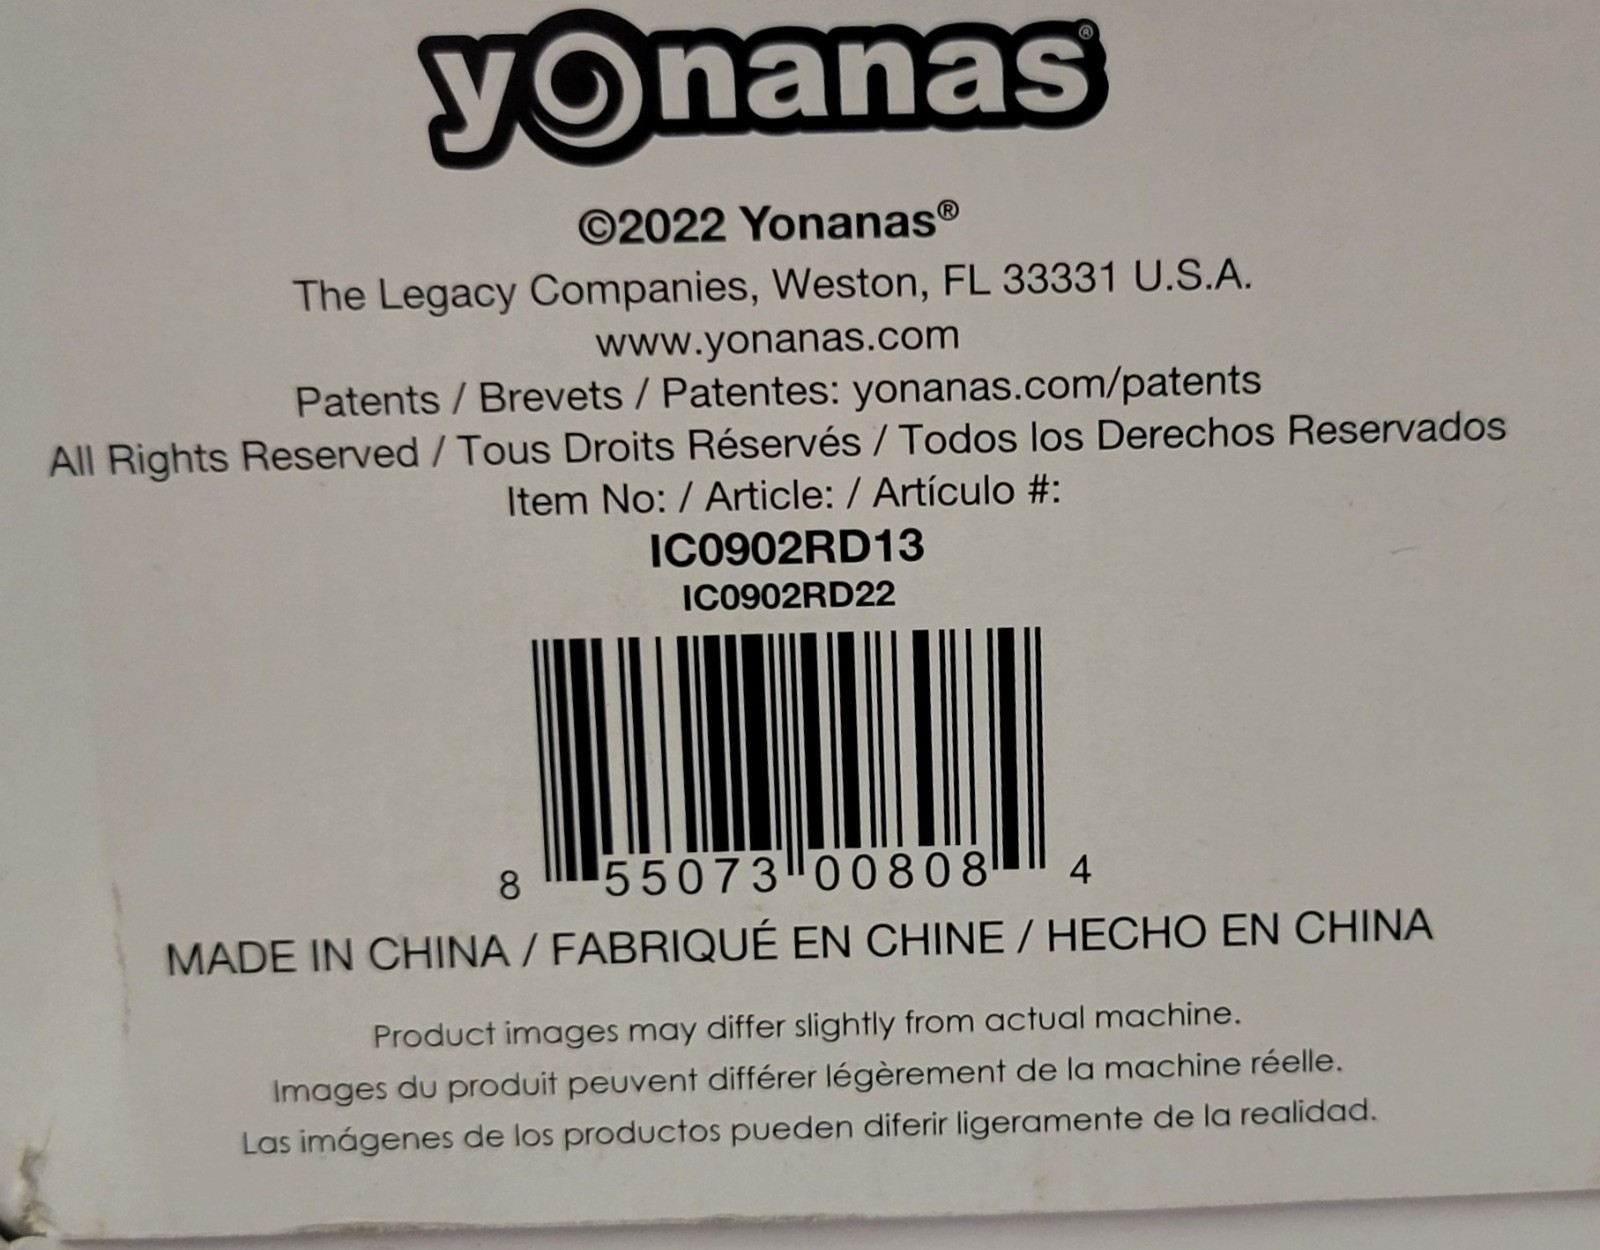 yonanas®
©2022 Yonanas®
The Legacy Companies, Weston, FL 33331 U.S.A.
www.yonanas.com
Patents / Brevets / Patentes: yonanas.com/patents
All Rights Reserved / Tous Droits Réservés / Todos los Derechos Reservados
Item No: / Article: / Artículo #:
IC0902RD13
IC0902RD22
8 55073 00808 4
MADE IN CHINA / FABRIQUÉ EN CHINE / HECHO EN CHINA
Product images may differ slightly from actual machine.
Images du produit peuvent différer légèrement de la machine réelle.
Las imágenes de los productos pueden diferir ligeramente de la realidad.